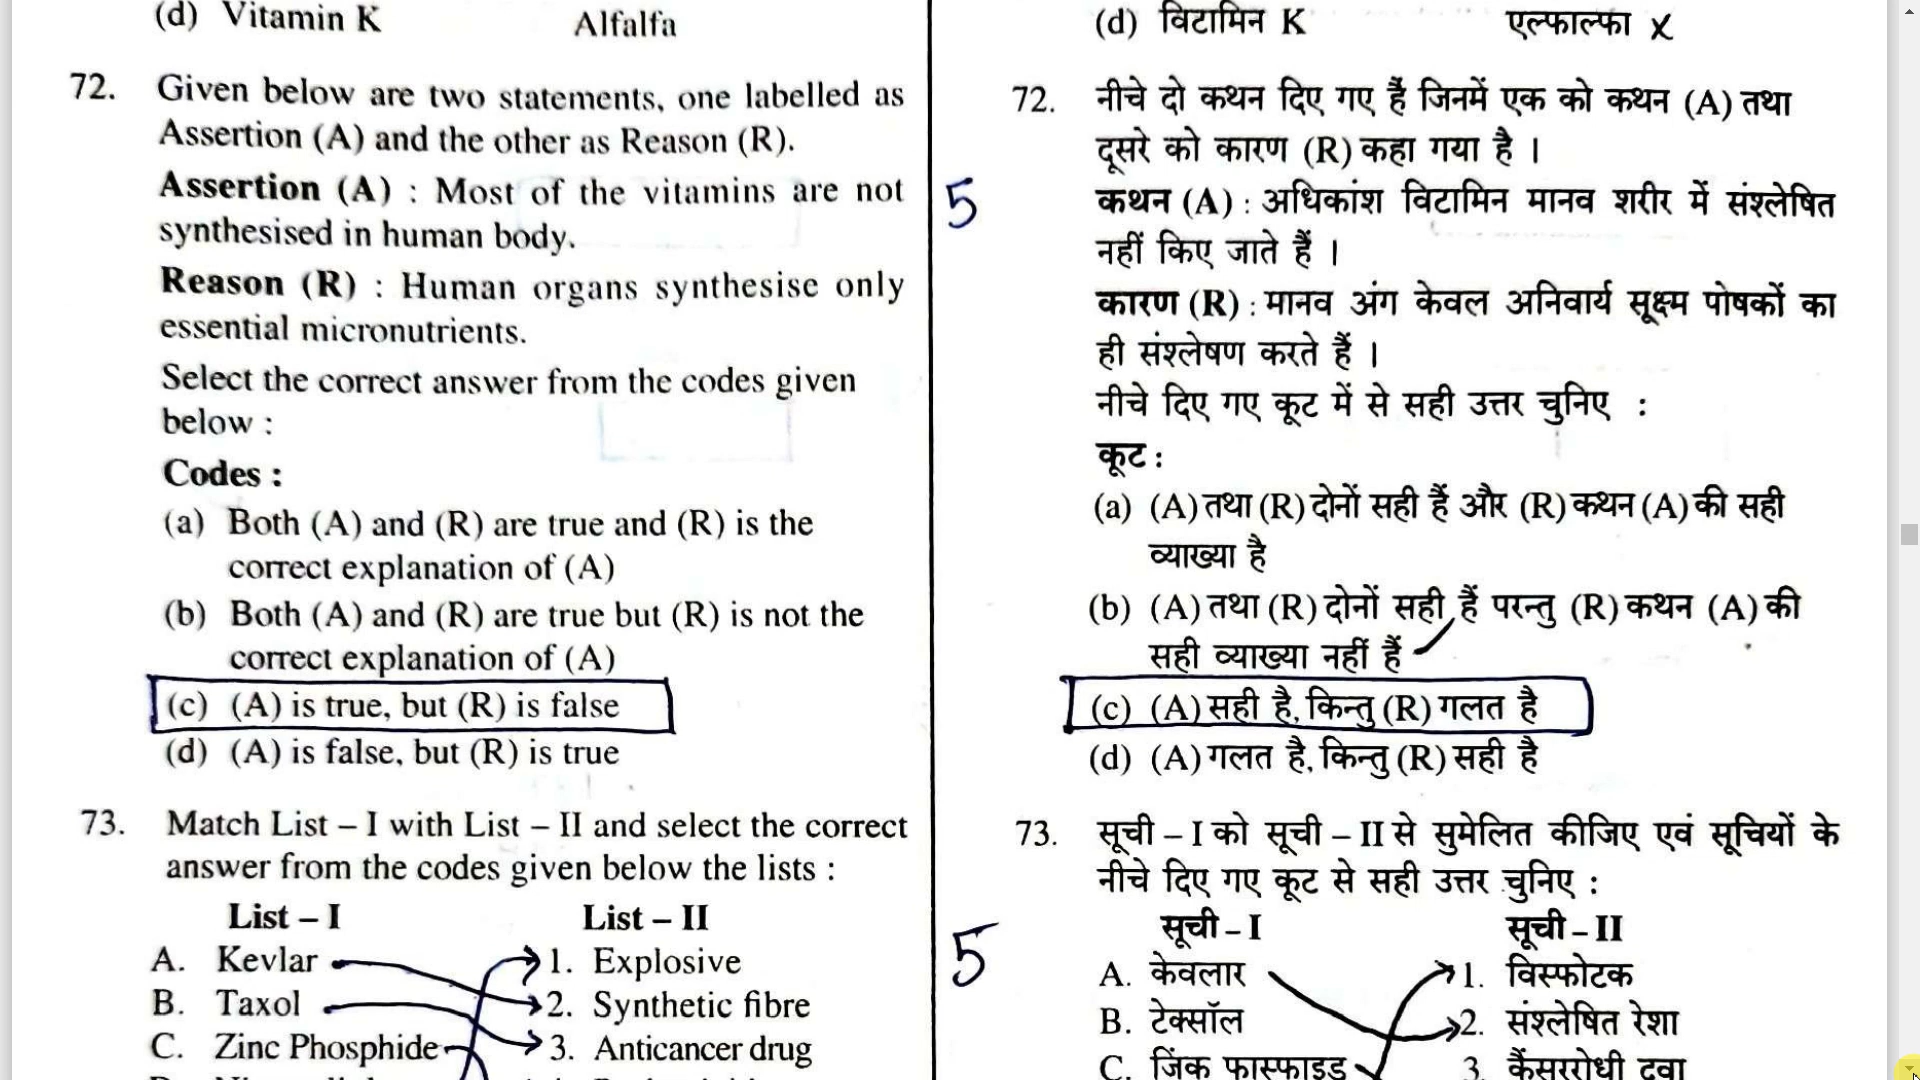 (d) Vitamin K Alfalfa
72. Given below are two statements, one labelled as
Assertion (A) and the other as Reason (R).
Assertion (A) : Most of the vitamins are not
synthesised in human body.
Reason (R) : Human organs synthesise only
essential micronutrients.
Select the correct answer from the codes given
below :
Codes :
(a) Both (A) and (R) are true and (R) is the
correct explanation of (A)
(b) Both (A) and (R) are true but (R) is not the
correct explanation of (A)
(c) (A) is true, but (R) is false
(d) (A) is false, but (R) is true
73. Match List – I with List – II and select the correct
answer from the codes given below the lists :
List – I List – II
A. Kevlar 1. Explosive
B. Taxol 2. Synthetic fibre
C. Zinc Phosphide 3. Anticancer drug
5
5
(d) विटामिन K एल्फाल्फा x
72. नीचे दो कथन दिए गए हैं जिनमें एक को कथन (A) तथा
दूसरे को कारण (R) कहा गया है ।
कथन (A) : अधिकांश विटामिन मानव शरीर में संश्लेषित
नहीं किए जाते हैं ।
कारण (R) : मानव अंग केवल अनिवार्य सूक्ष्म पोषकों का
ही संश्लेषण करते हैं ।
नीचे दिए गए कूट में से सही उत्तर चुनिए :
कूट :
(a) (A) तथा (R) दोनों सही हैं और (R) कथन (A) की सही
व्याख्या है
(b) (A) तथा (R) दोनों सही हैं परन्तु (R) कथन (A) की
सही व्याख्या नहीं हैं
(c) (A) सही है, किन्तु (R) गलत है
(d) (A) गलत है, किन्तु (R) सही है
73. सूची – I को सूची – II से सुमेलित कीजिए एवं सूचियों के
नीचे दिए गए कूट से सही उत्तर चुनिए :
सूची – I सूची – II
A. केवलार 1. विस्फोटक
B. टेक्सॉल 2. संश्लेषित रेशा
C. जिंक फास्फाइड 3. कैंसररोधी दवा